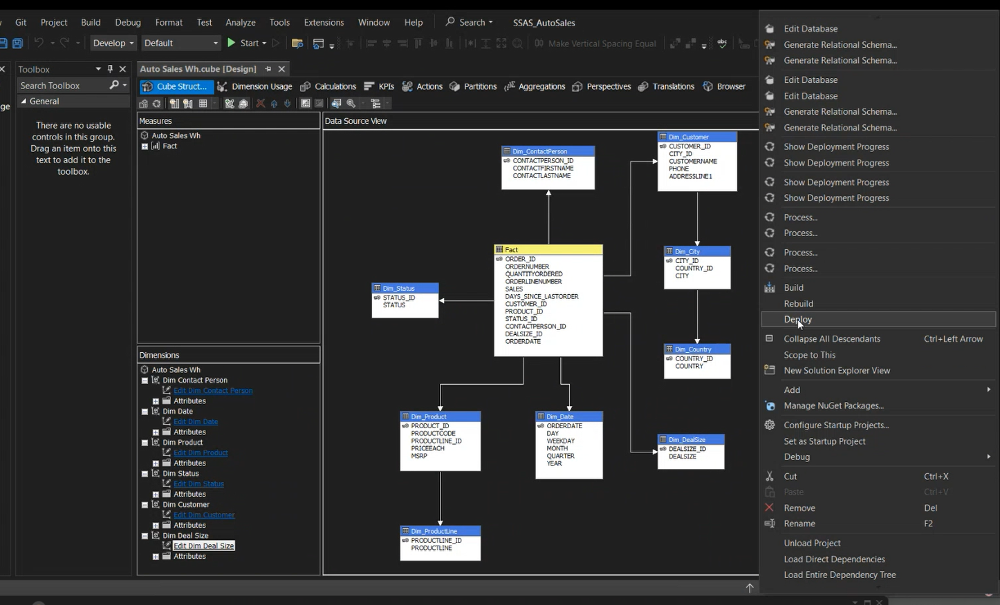 Git Project Build Debug Format Test Analyze Tools Extensions Window Help Search SSAS_AutoSales
Develop Default Start Make Vertical Spacing Equal
Toolbox
Search Toolbox
General
There are no usable
controls in this group.
Drag an item onto this
text to add it to the
toolbox.
Auto Sales Wh.cube [Design]
Cube Struct... Dimension Usage Calculations KPIs Actions Partitions Aggregations Perspectives Translations Browser
Measures
Auto Sales Wh
Fact
Dimensions
Auto Sales Wh
Dim Contact Person
Edit Dim Contact Person
Attributes
Dim Date
Edit Dim Date
Attributes
Dim Product
Edit Dim Product
Attributes
Dim Status
Edit Dim Status
Attributes
Dim Customer
Edit Dim Customer
Attributes
Dim Deal Size
Edit Dim Deal Size
Attributes
Data Source View
Dim_ContactPerson
CONTACTPERSON_ID
CONTACTFIRSTNAME
CONTACTLASTNAME
Dim_Customer
CUSTOMER_ID
CITY_ID
CUSTOMERNAME
PHONE
ADDRESSLINE1
Fact
ORDER_ID
ORDERNUMBER
QUANTITYORDERED
ORDERLINENUMBER
SALES
DAYS_SINCE_LASTORDER
CUSTOMER_ID
PRODUCT_ID
STATUS_ID
CONTACTPERSON_ID
DEALSIZE_ID
ORDERDATE
Dim_City
CITY_ID
COUNTRY_ID
CITY
Dim_Status
STATUS_ID
STATUS
Dim_Country
COUNTRY_ID
COUNTRY
Dim_Product
PRODUCT_ID
PRODUCTCODE
PRODUCTLINE_ID
PRICEEACH
MSRP
Dim_Date
ORDERDATE
DAY
WEEKDAY
MONTH
QUARTER
YEAR
Dim_DealSize
DEALSIZE_ID
DEALSIZE
Dim_ProductLine
PRODUCTLINE_ID
PRODUCTLINE
Edit Database
Generate Relational Schema...
Generate Relational Schema...
Edit Database
Edit Database
Generate Relational Schema...
Generate Relational Schema...
Show Deployment Progress
Show Deployment Progress
Show Deployment Progress
Show Deployment Progress
Process...
Process...
Process...
Process...
Build
Rebuild
Deploy
Collapse All Descendants Ctrl+Left Arrow
Scope to This
New Solution Explorer View
Add
Manage NuGet Packages...
Configure Startup Projects...
Set as Startup Project
Debug
Cut Ctrl+X
Paste Ctrl+V
Remove Del
Rename F2
Unload Project
Load Direct Dependencies
Load Entire Dependency Tree